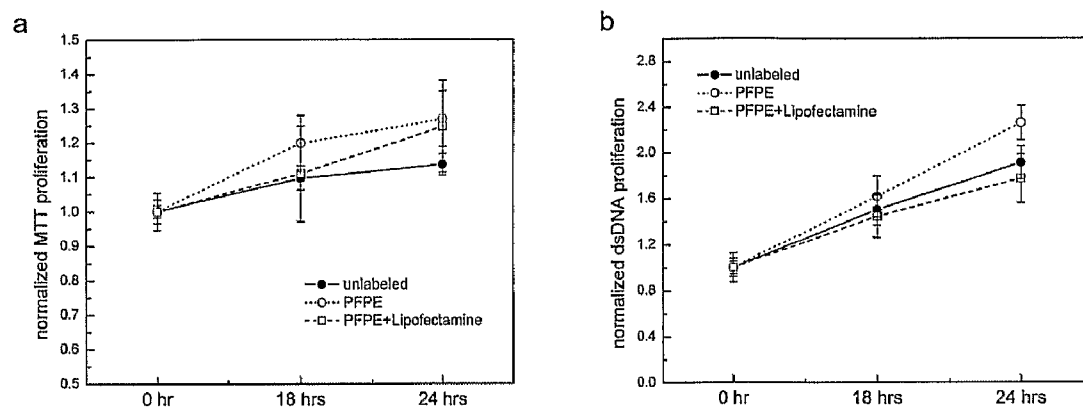 a
normalized MTT proliferation
1.5
1.4
1.3
1.2
1.1
1.0
0.9
0.8
0.7
0.6
0.5
unlabeled
PFPE
PFPE+Lipofectamine
0 hr
18 hrs
24 hrs
b
normalized dsDNA proliferation
2.8
2.4
2.0
1.6
1.2
0.8
0.4
0.0
unlabeled
PFPE
PFPE+Lipofectamine
0 hr
18 hrs
24 hrs